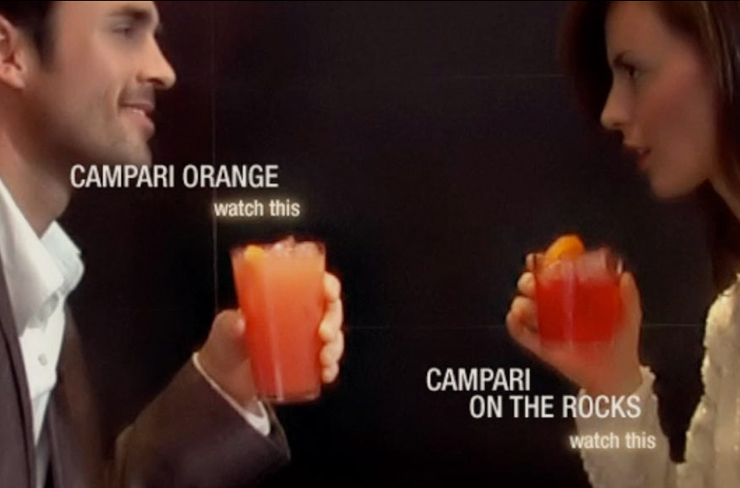 CAMPARI ORANGE
watch this
CAMPARI
ON THE ROCKS
watch this